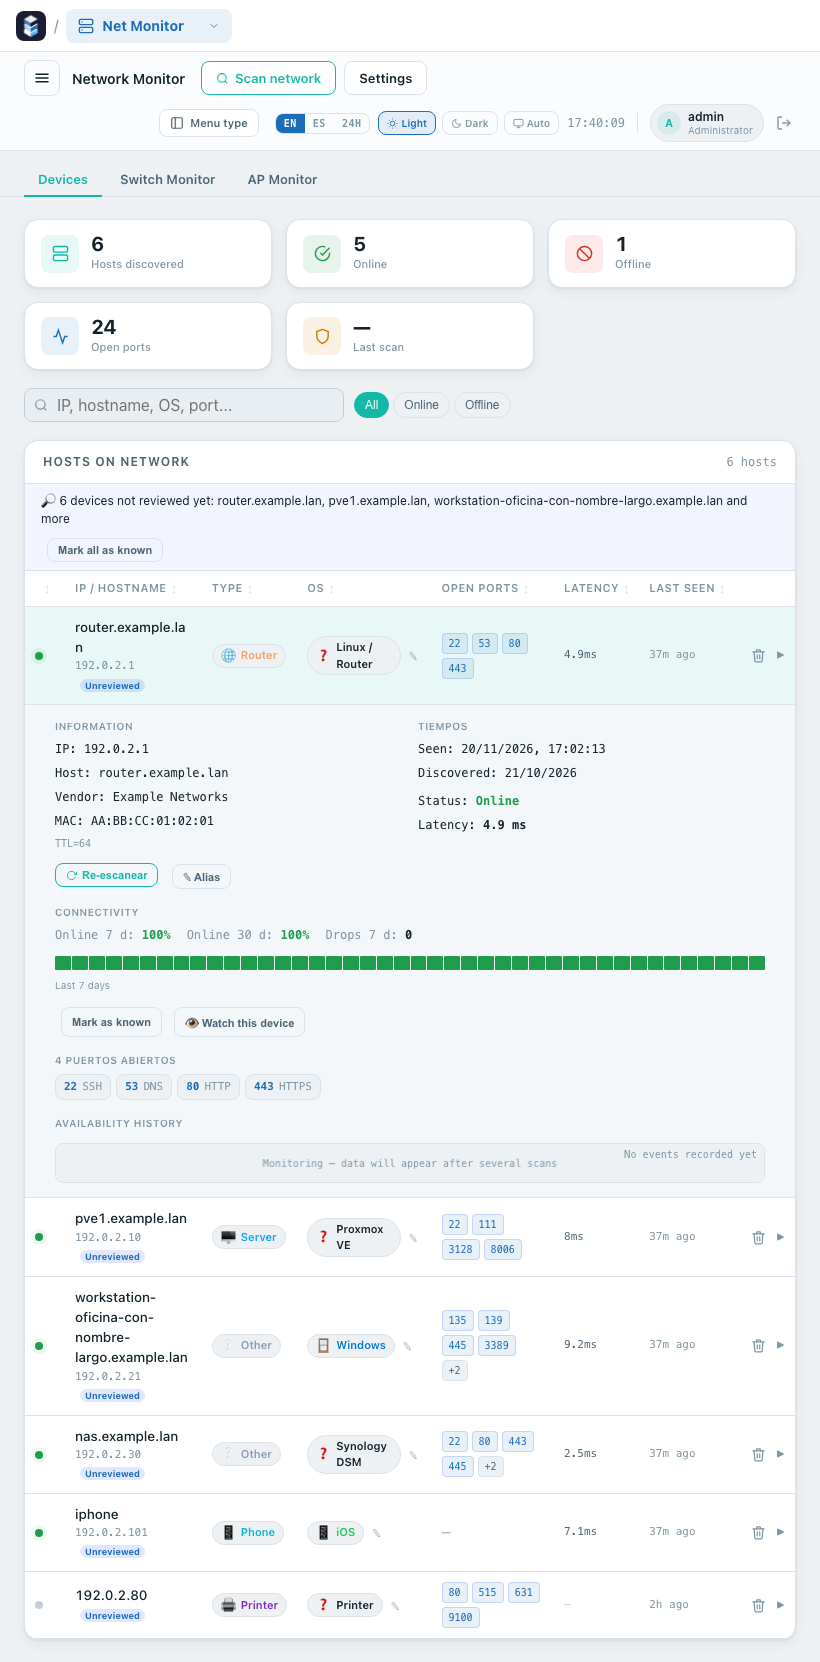 / Net Monitor
Network Monitor Scan network Settings
Menu type EN ES 24H Light Dark Auto 17:40:09 A admin
Administrator
Devices Switch Monitor AP Monitor
6
Hosts discovered
5
Online
1
Offline
24
Open ports
—
Last scan
IP, hostname, OS, port... All Online Offline
HOSTS ON NETWORK 6 hosts
6 devices not reviewed yet: router.example.lan, pve1.example.lan, workstation-oficina-con-nombre-largo.example.lan and
more
Mark all as known
IP / HOSTNAME TYPE OS OPEN PORTS LATENCY LAST SEEN
router.example.la
n
192.0.2.1
Unreviewed
Router
? Linux /
Router
22 53 80
443
4.9ms
37m ago
INFORMATION
IP: 192.0.2.1
Host: router.example.lan
Vendor: Example Networks
MAC: AA:BB:CC:01:02:01
TTL=64
TIEMPOS
Seen: 20/11/2026, 17:02:13
Discovered: 21/10/2026
Status: Online
Latency: 4.9 ms
Re-escanear Alias
CONNECTIVITY
Online 7 d: 100% Online 30 d: 100% Drops 7 d: 0
Last 7 days
Mark as known Watch this device
4 PUERTOS ABIERTOS
22 SSH 53 DNS 80 HTTP 443 HTTPS
AVAILABILITY HISTORY
Monitoring — data will appear after several scans
No events recorded yet
pve1.example.lan
192.0.2.10
Unreviewed
Server
? Proxmox
VE
22 111
3128 8006
8ms
37m ago
workstation-
oficina-con-
nombre-
largo.example.lan
192.0.2.21
Unreviewed
? Other
Windows
135 139
445 3389
+2
9.2ms
37m ago
nas.example.lan
192.0.2.30
Unreviewed
? Other
? Synology
DSM
22 80 443
445 +2
2.5ms
37m ago
iphone
192.0.2.101
Unreviewed
Phone
iOS
—
7.1ms
37m ago
192.0.2.80
Unreviewed
Printer
? Printer
80 515 631
9100
—
2h ago